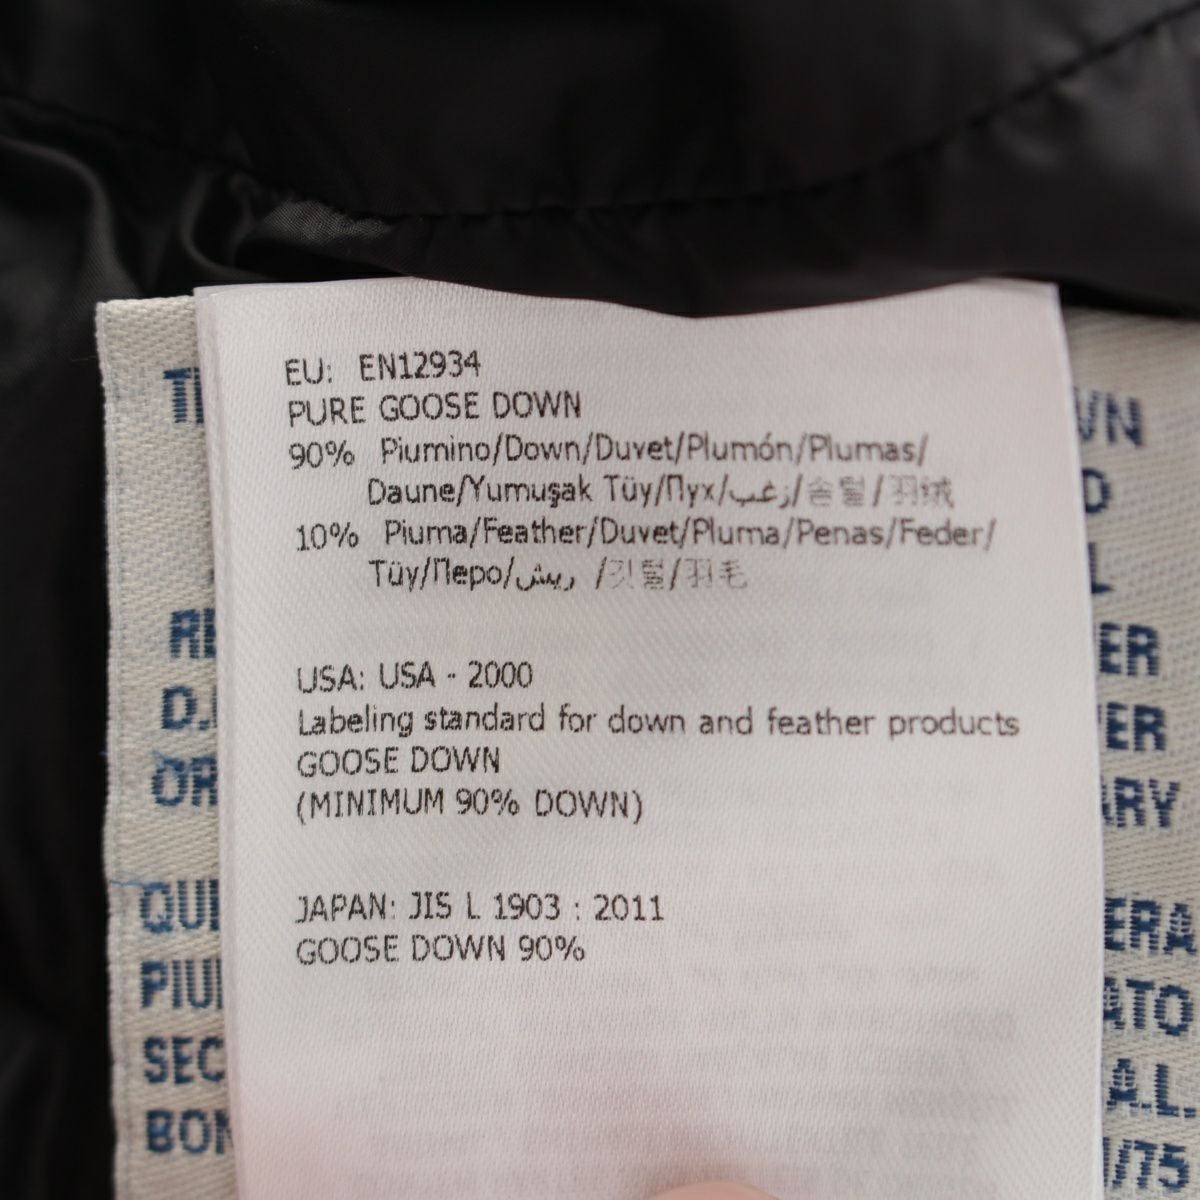 EU: EN12934
PURE GOOSE DOWN
90% Piumino/Down/Duvet/Plumón/Plumas/
Daune/Yumuşak Tüy/Пух/زغب/솜털/羽绒
10% Piuma/Feather/Duvet/Pluma/Penas/Feder/
Tüy/Перо/ريش /깃털/羽毛
USA: USA - 2000
Labeling standard for down and feather products
GOOSE DOWN
(MINIMUM 90% DOWN)
JAPAN: JIS L 1903 : 2011
GOOSE DOWN 90%